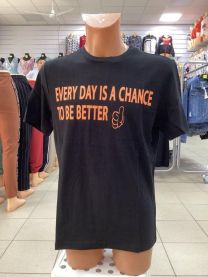 EVERY DAY IS A CHANCE
TO BE BETTER